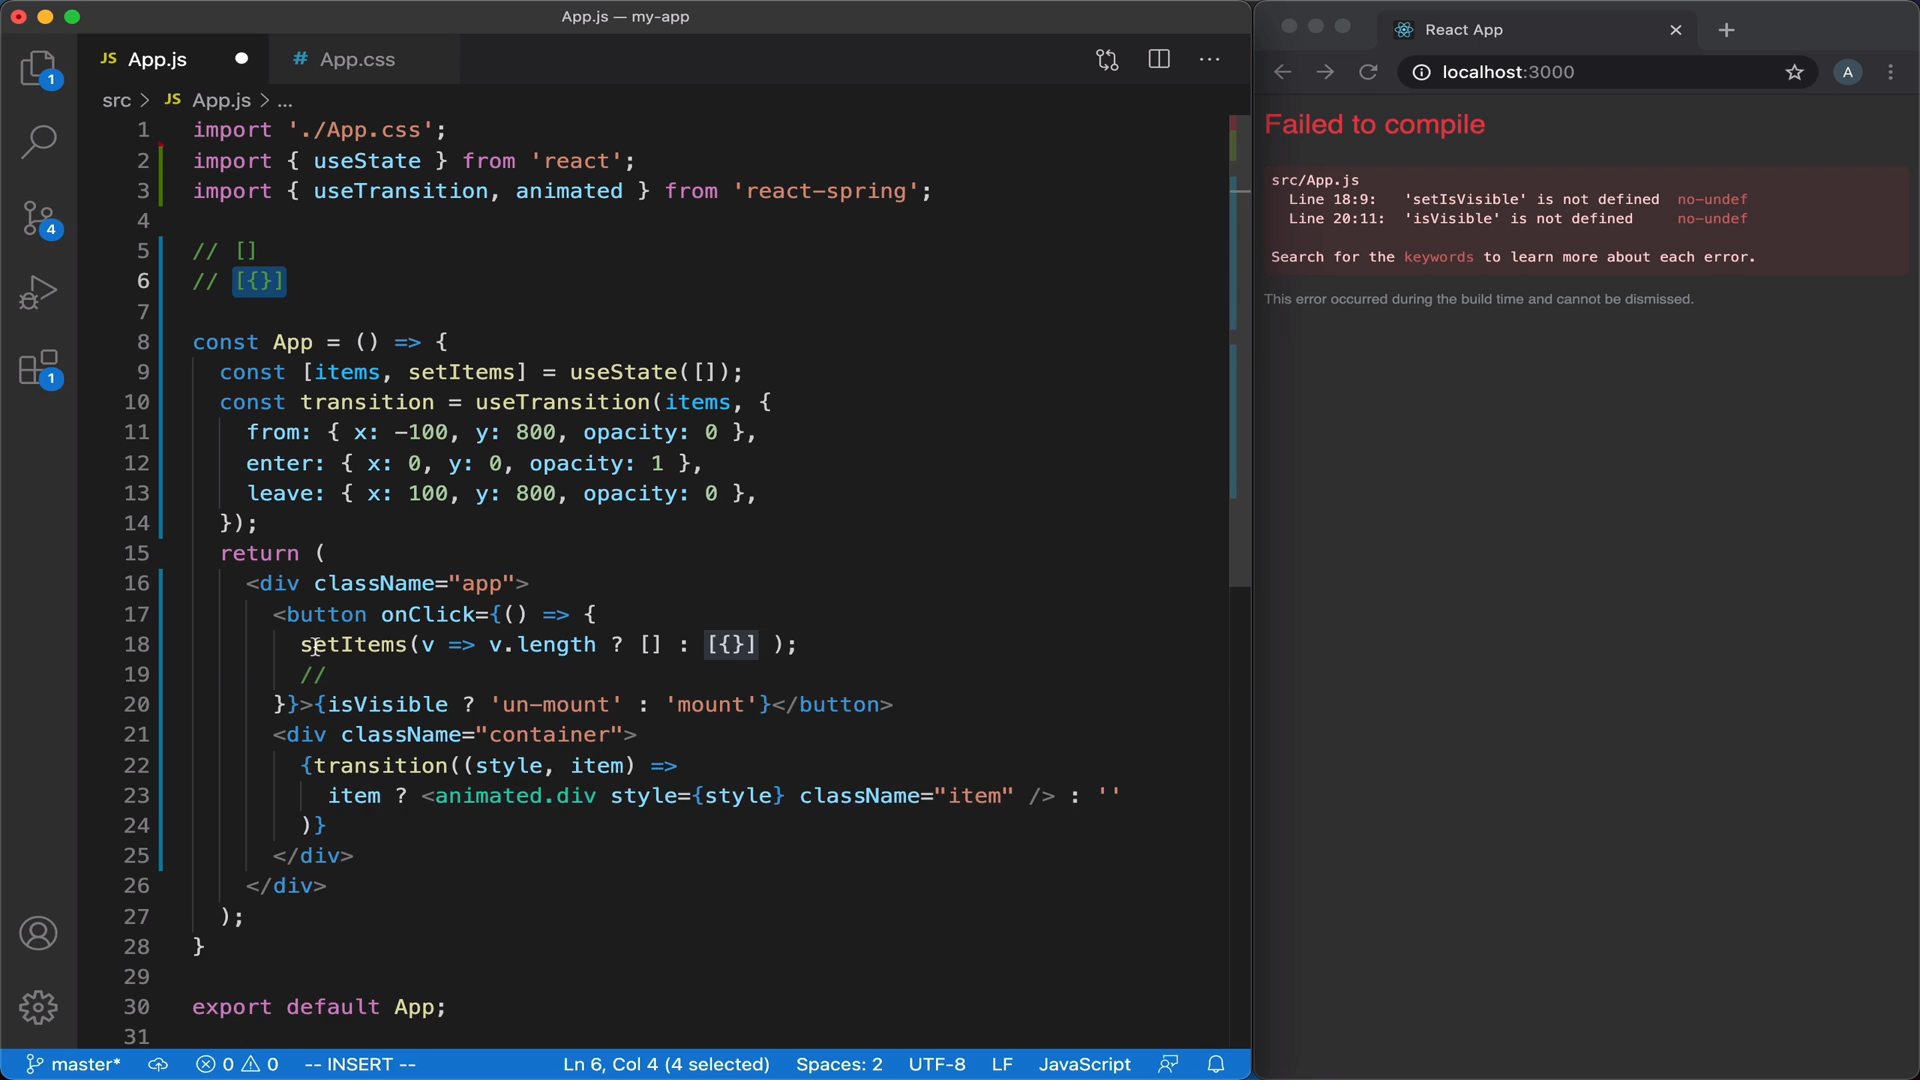 App.js — my-app
JS App.js
# App.css
src > JS App.js > ...
1 import './App.css';
2 import { useState } from 'react';
3 import { useTransition, animated } from 'react-spring';
4
5 // []
6 // [{}]
7
8 const App = () => {
9 const [items, setItems] = useState([]);
10 const transition = useTransition(items, {
11 from: { x: -100, y: 800, opacity: 0 },
12 enter: { x: 0, y: 0, opacity: 1 },
13 leave: { x: 100, y: 800, opacity: 0 },
14 });
15 return (
16 <div className="app">
17 <button onClick={() => {
18 setItems(v => v.length ? [] : [{}] );
19 //
20 }}>{isVisible ? 'un-mount' : 'mount'}</button>
21 <div className="container">
22 {transition((style, item) =>
23 item ? <animated.div style={style} className="item" /> : ''
24 )}
25 </div>
26 </div>
27 );
28 }
29
30 export default App;
31
1
4
1
master* 0 0 -- INSERT -- Ln 6, Col 4 (4 selected) Spaces: 2 UTF-8 LF JavaScript
React App
localhost:3000
A
Failed to compile
src/App.js
Line 18:9: 'setIsVisible' is not defined no-undef
Line 20:11: 'isVisible' is not defined no-undef
Search for the keywords to learn more about each error.
This error occurred during the build time and cannot be dismissed.